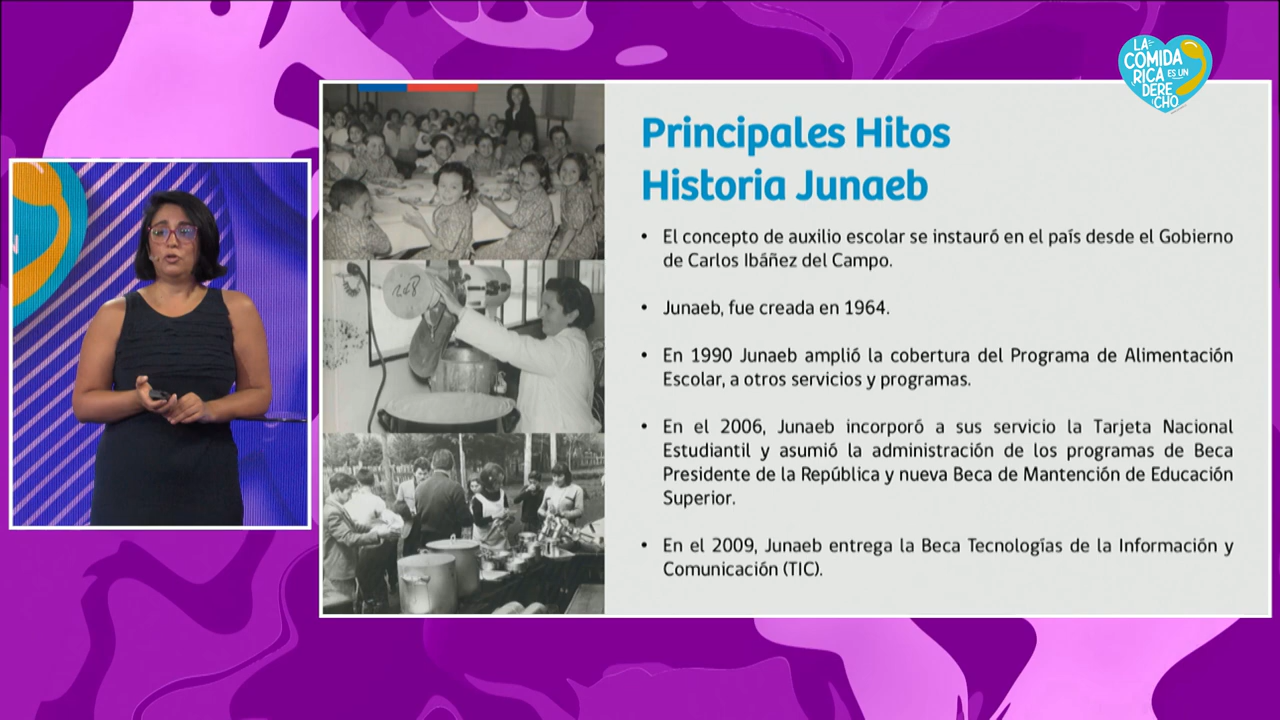 LA
COMIDA
RICA ES UN
DERE
CHO
Principales Hitos
Historia Junaeb
• El concepto de auxilio escolar se instauró en el país desde el Gobierno
de Carlos Ibáñez del Campo.
• Junaeb, fue creada en 1964.
• En 1990 Junaeb amplió la cobertura del Programa de Alimentación
Escolar, a otros servicios y programas.
• En el 2006, Junaeb incorporó a sus servicio la Tarjeta Nacional
Estudiantil y asumió la administración de los programas de Beca
Presidente de la República y nueva Beca de Mantención de Educación
Superior.
• En el 2009, Junaeb entrega la Beca Tecnologías de la Información y
Comunicación (TIC).